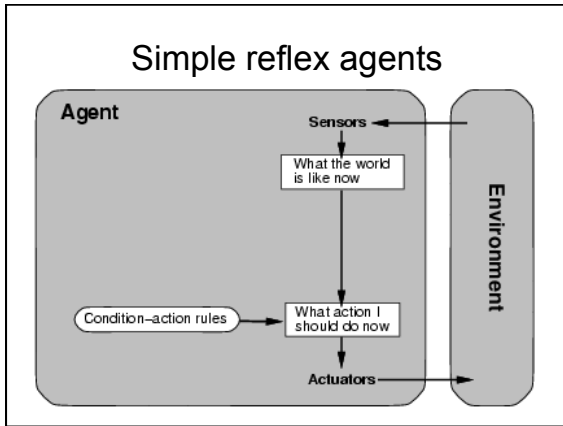 Simple reflex agents
Agent
Sensors
What the world
is like now
Environment
Condition–action rules
What action I
should do now
Actuators